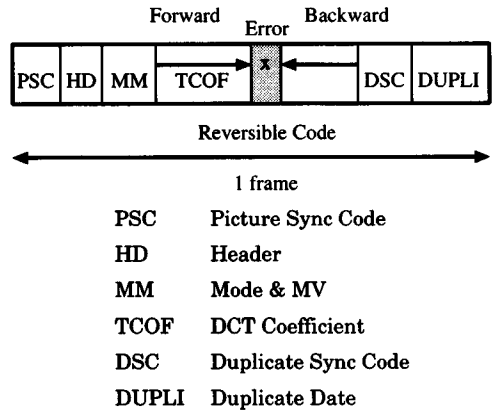 Forward Error Backward
PSC HD MM TCOF x DSC DUPLI
Reversible Code
1 frame
PSC Picture Sync Code
HD Header
MM Mode & MV
TCOF DCT Coefficient
DSC Duplicate Sync Code
DUPLI Duplicate Date